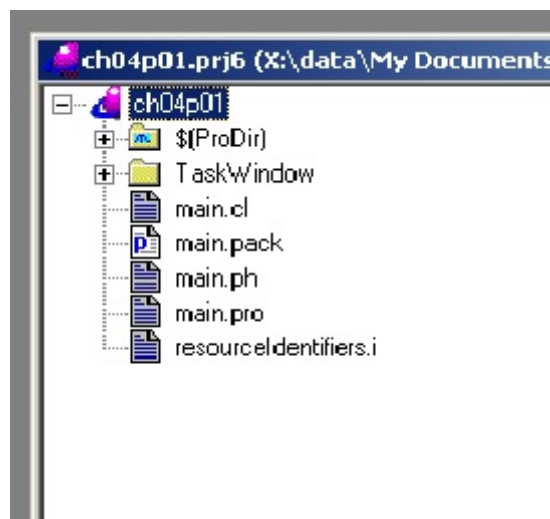 ch04p01.prj6 (X:\data\My Documents
ch04p01
$(ProDir)
TaskWindow
main.cl
main.pack
main.ph
main.pro
resourceIdentifiers.i